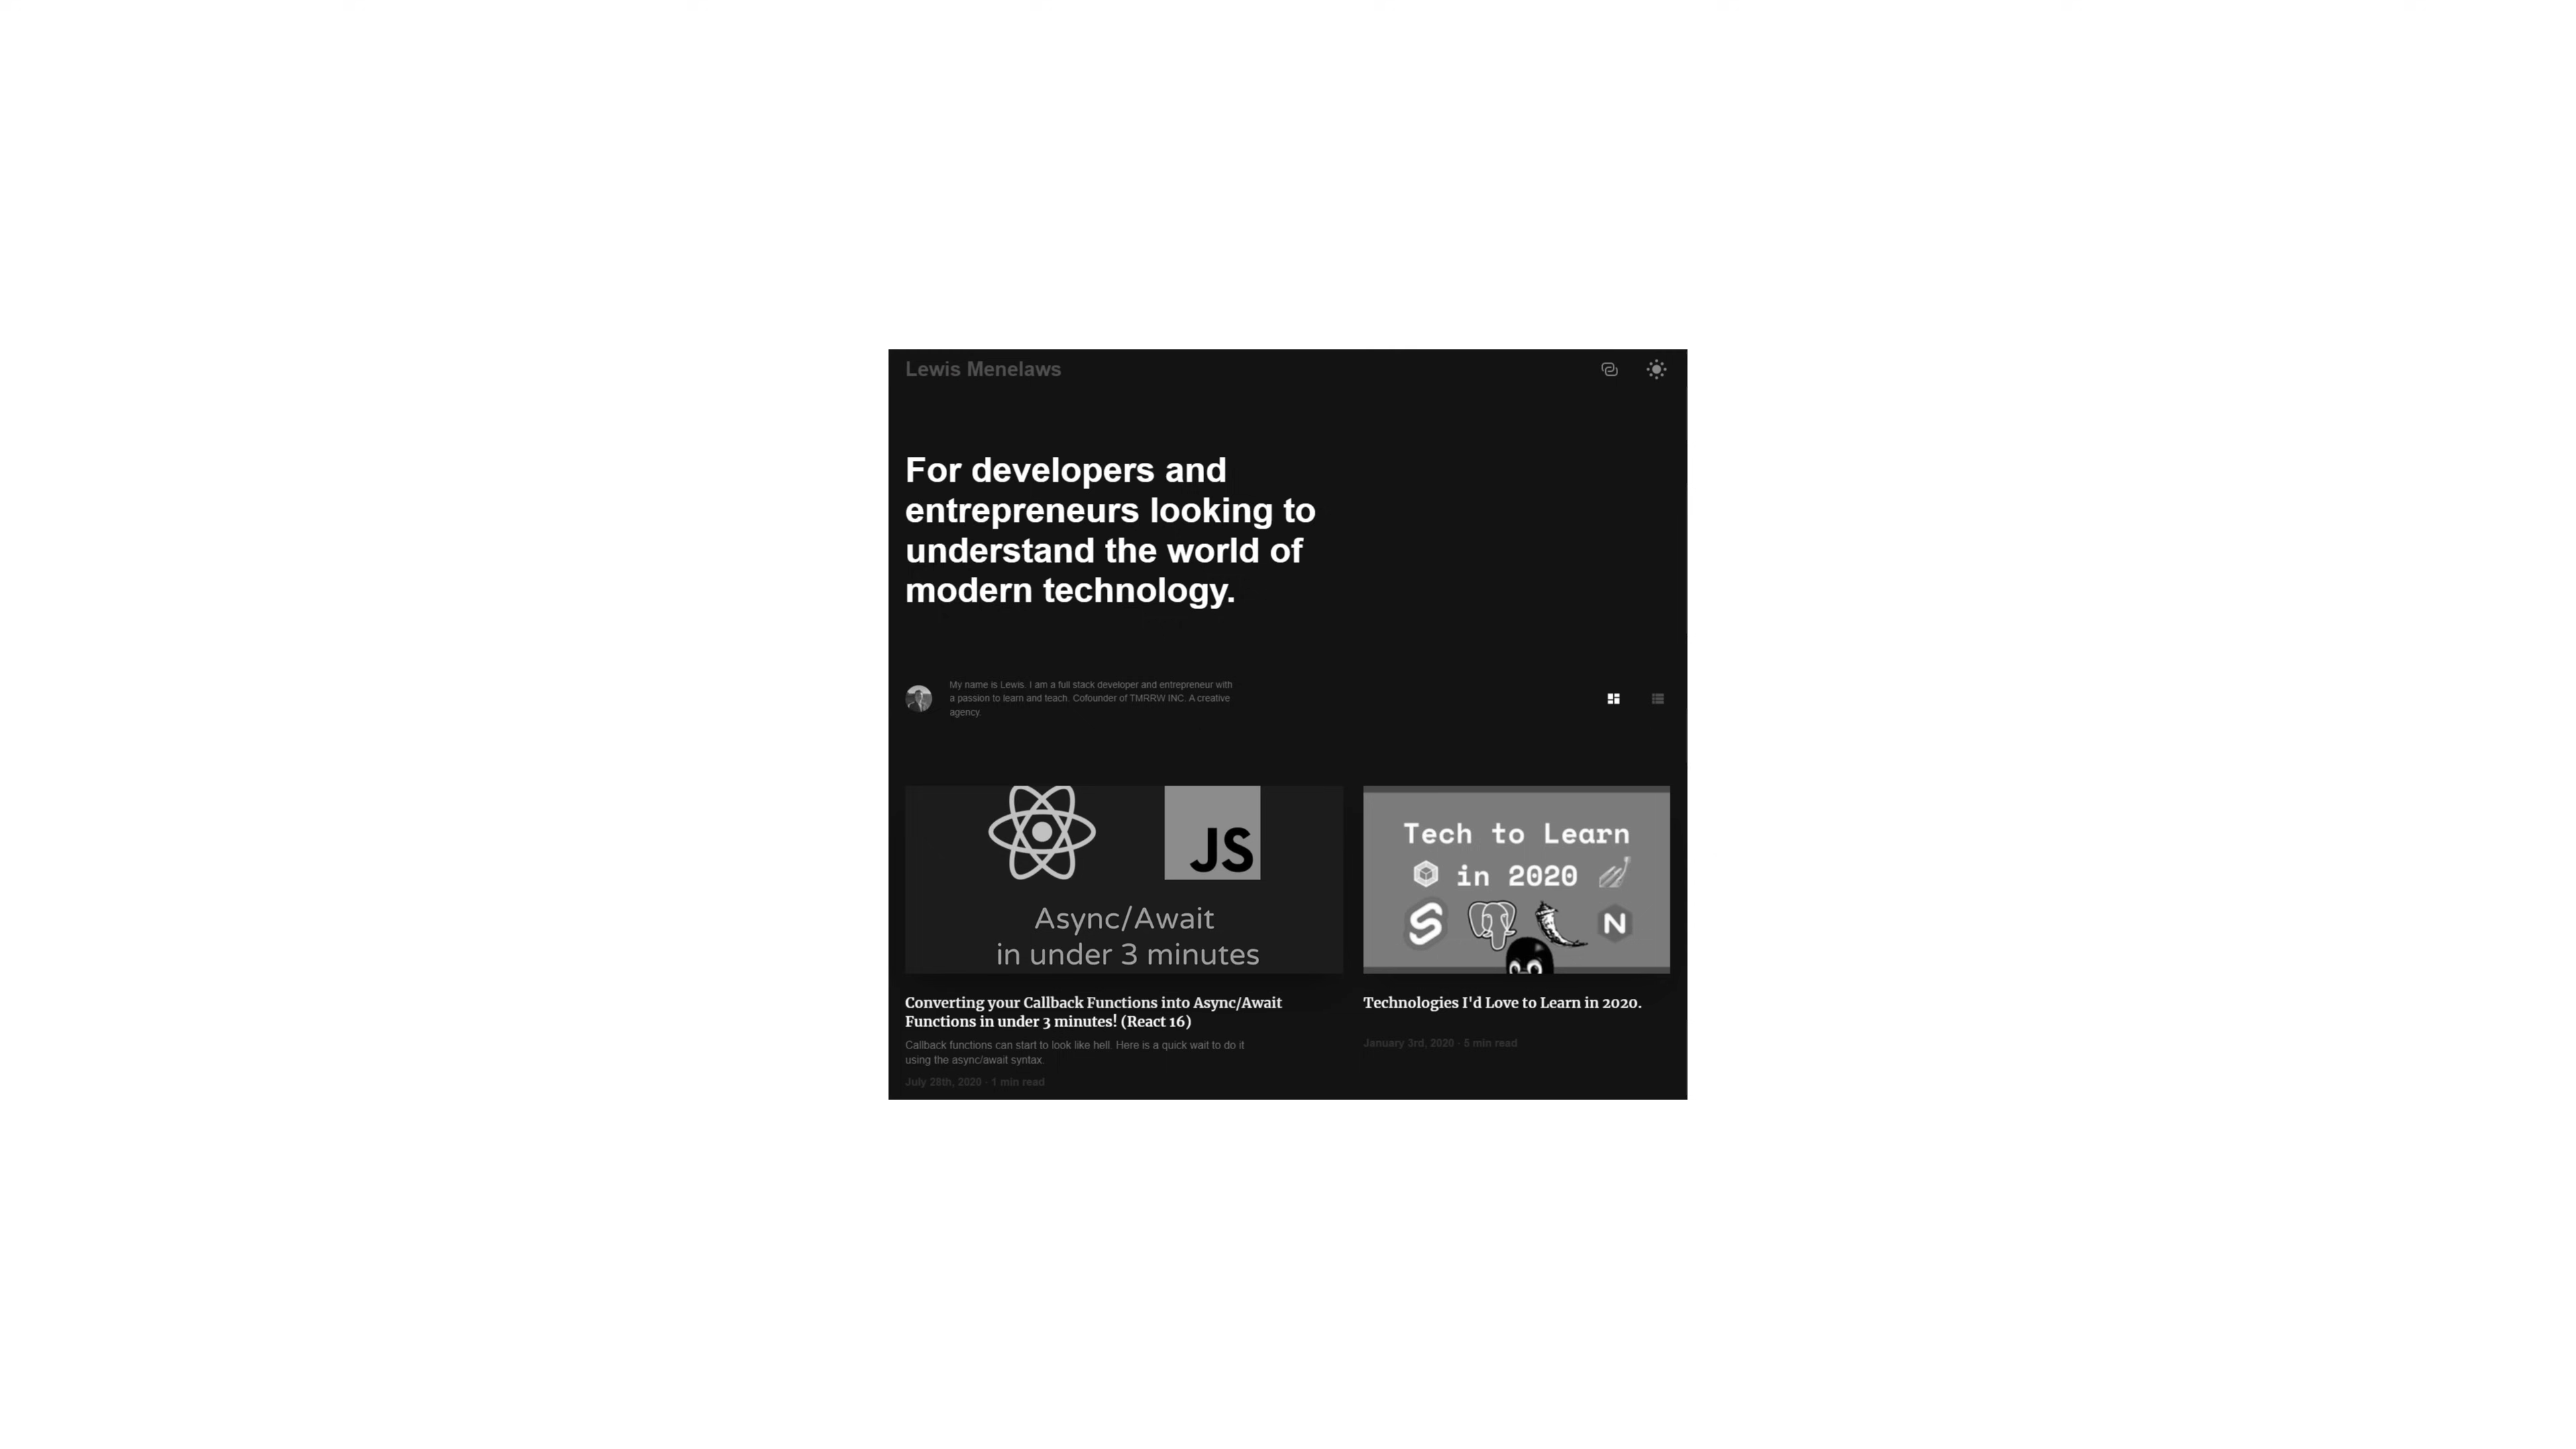 Lewis Menelaws
For developers and
entrepreneurs looking to
understand the world of
modern technology.
My name is Lewis. I am a full stack developer and entrepreneur with
a passion to learn and teach. Cofounder of TMRRW INC. A creative
agency.
JS
Async/Await
in under 3 minutes
Converting your Callback Functions into Async/Await
Functions in under 3 minutes! (React 16)
Callback functions can start to look like hell. Here is a quick wait to do it
using the async/await syntax.
July 28th, 2020 · 1 min read
Tech to Learn
in 2020
N
Technologies I'd Love to Learn in 2020.
January 3rd, 2020 · 5 min read